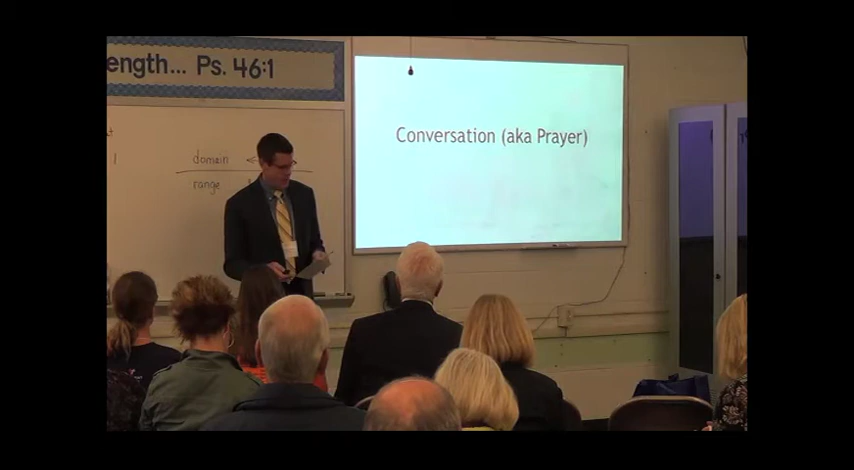 ength... Ps. 46:1
Conversation (aka Prayer)
domain
range